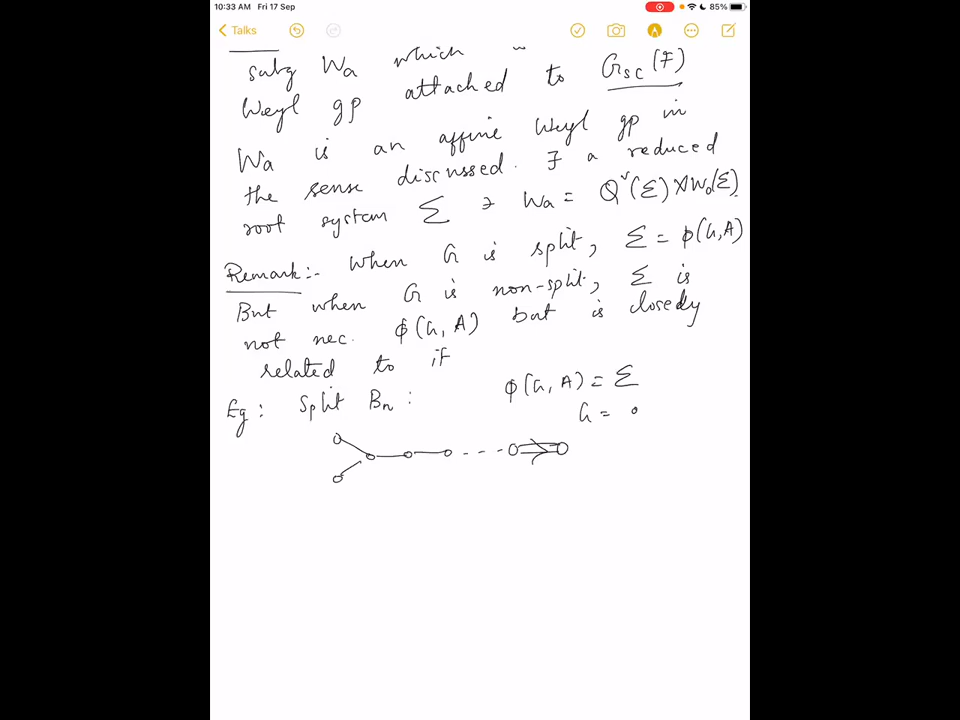 10:33 AM Fri 17 Sep
85%
Talks
subg Wa which
Weyl gp attached to Gsc (F)
Wa is an affine Weyl gp in
the sense discussed. ∃ a reduced
root system Σ ∋ Wa = Q^∨(Σ) ⋊ W₀(Σ).
Remark:- When G is split, Σ = ϕ(G,A)
But when G is non-split, Σ is
not nec. ϕ(G,A) but is closedly
related to it
Eg: Split Bn: ϕ(G,A) = Σ
G =